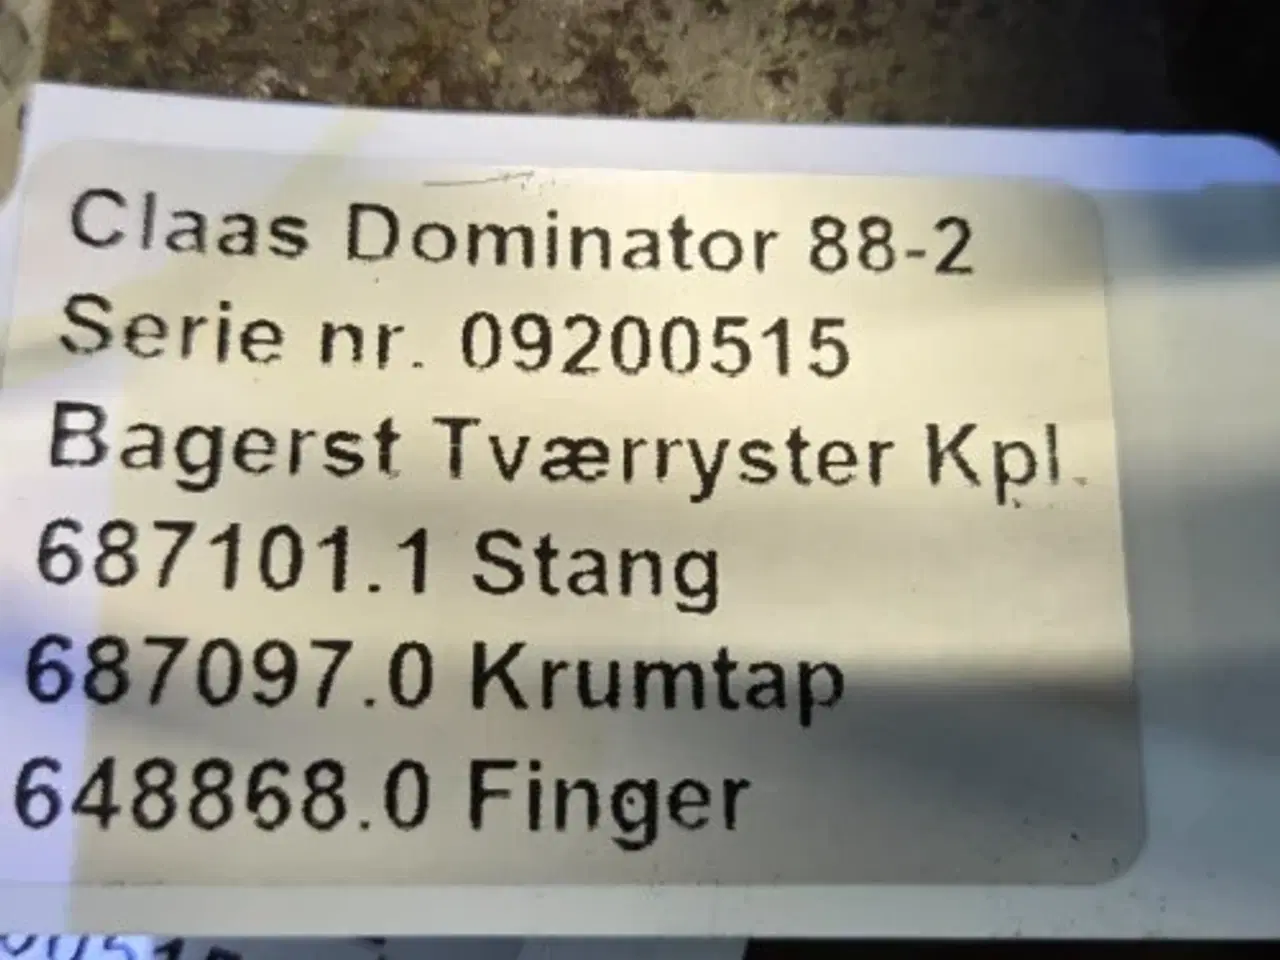 Claas Dominator 88-2
Serie nr. 09200515
Bagerst Tværryster Kpl.
687101.1 Stang
687097.0 Krumtap
648868.0 Finger